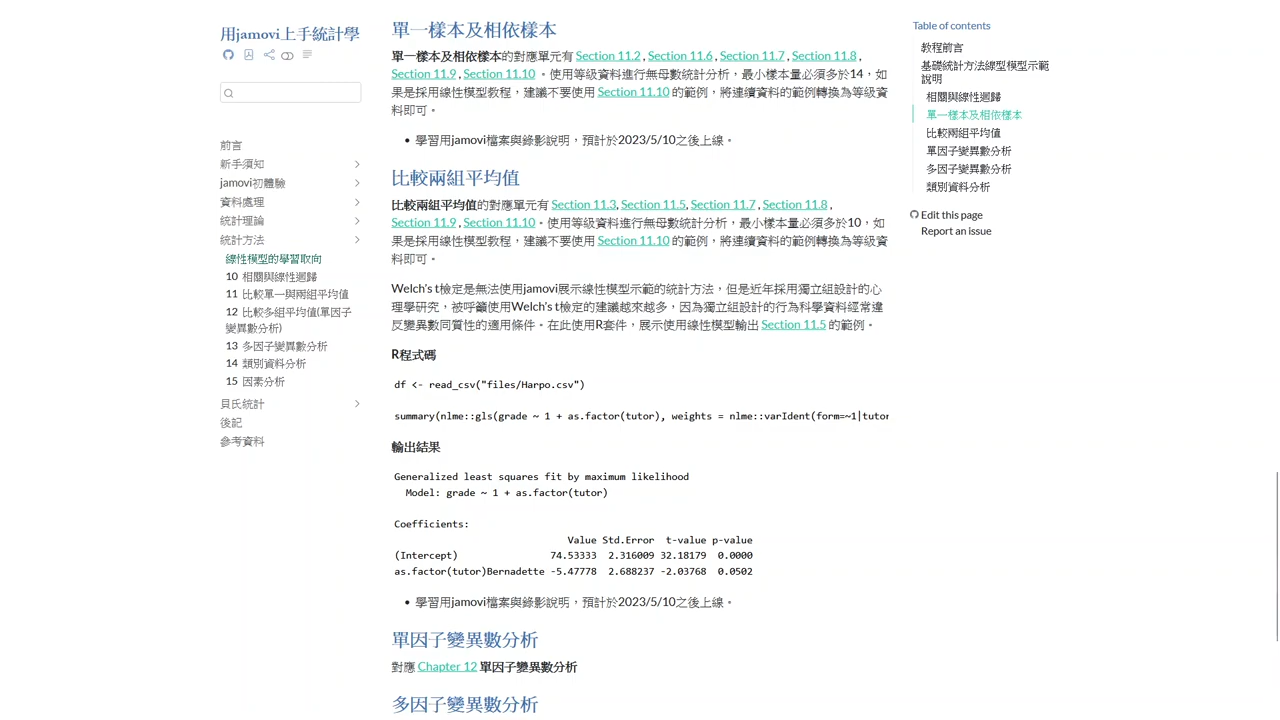 用jamovi上手統計學
前言
新手須知
jamovi初體驗
資料處理
統計理論
統計方法
線性模型的學習取向
10 相關與線性迴歸
11 比較單一與兩組平均值
12 比較多組平均值(單因子
變異數分析)
13 多因子變異數分析
14 類別資料分析
15 因素分析
貝氏統計
後記
參考資料
單一樣本及相依樣本
單一樣本及相依樣本的對應單元有 Section 11.2 , Section 11.6 , Section 11.7 , Section 11.8 ,
Section 11.9 , Section 11.10 。使用等級資料進行無母數統計分析，最小樣本量必須多於14，如
果是採用線性模型教程，建議不要使用 Section 11.10 的範例，將連續資料的範例轉換為等級資
料即可。
• 學習用jamovi檔案與錄影說明，預計於2023/5/10之後上線。
比較兩組平均值
比較兩組平均值的對應單元有 Section 11.3, Section 11.5, Section 11.7 , Section 11.8 ,
Section 11.9 , Section 11.10 。使用等級資料進行無母數統計分析，最小樣本量必須多於10，如
果是採用線性模型教程，建議不要使用 Section 11.10 的範例，將連續資料的範例轉換為等級資
料即可。
Welch's t檢定是無法使用jamovi展示線性模型示範的統計方法，但是近年採用獨立組設計的心
理學研究，被呼籲使用Welch's t檢定的建議越來越多，因為獨立組設計的行為科學資料經常違
反變異數同質性的適用條件。在此使用R套件，展示使用線性模型輸出 Section 11.5 的範例。
R程式碼
df <- read_csv("files/Harpo.csv")
summary(nlme::gls(grade ~ 1 + as.factor(tutor), weights = nlme::varIdent(form=~1|tutor
輸出結果
Generalized least squares fit by maximum likelihood
Model: grade ~ 1 + as.factor(tutor)
Coefficients:
Value Std.Error t-value p-value
(Intercept) 74.53333 2.316009 32.18179 0.0000
as.factor(tutor)Bernadette -5.47778 2.688237 -2.03768 0.0502
• 學習用jamovi檔案與錄影說明，預計於2023/5/10之後上線。
單因子變異數分析
對應 Chapter 12 單因子變異數分析
多因子變異數分析
Table of contents
教程前言
基礎統計方法線型模型示範
說明
相關與線性迴歸
單一樣本及相依樣本
比較兩組平均值
單因子變異數分析
多因子變異數分析
類別資料分析
Edit this page
Report an issue